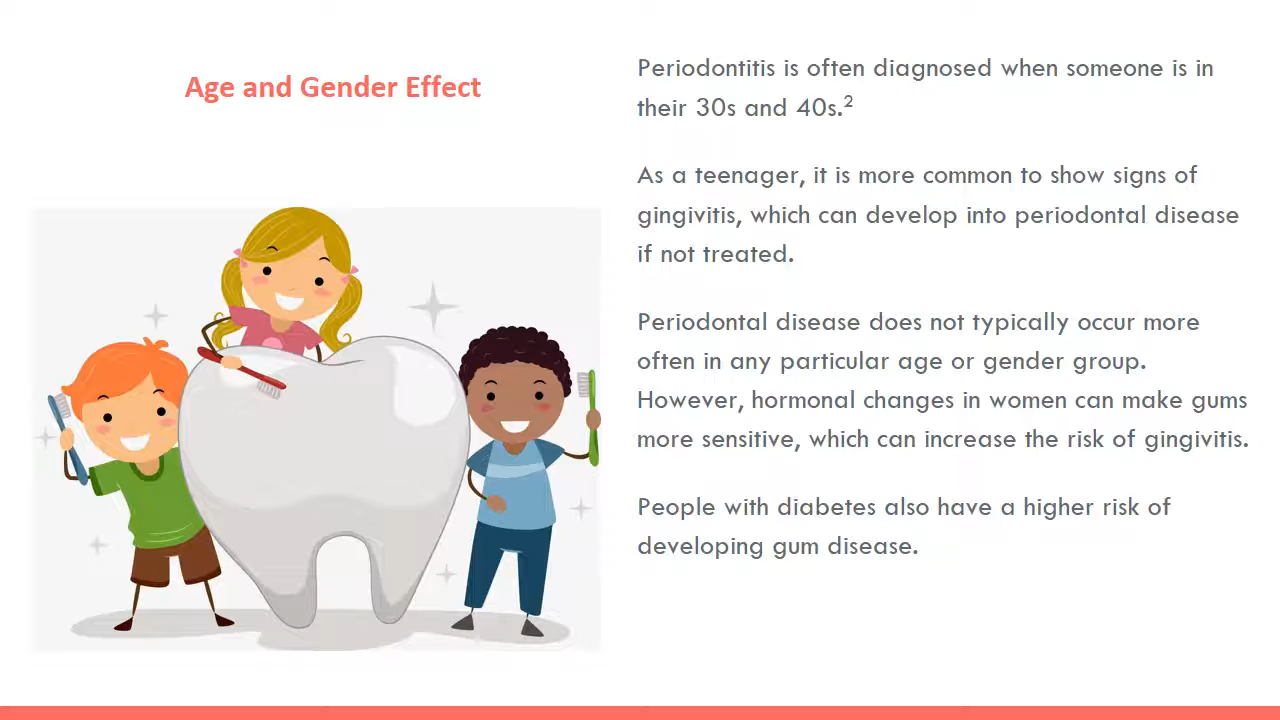 Age and Gender Effect
Periodontitis is often diagnosed when someone is in
their 30s and 40s.²
As a teenager, it is more common to show signs of
gingivitis, which can develop into periodontal disease
if not treated.
Periodontal disease does not typically occur more
often in any particular age or gender group.
However, hormonal changes in women can make gums
more sensitive, which can increase the risk of gingivitis.
People with diabetes also have a higher risk of
developing gum disease.